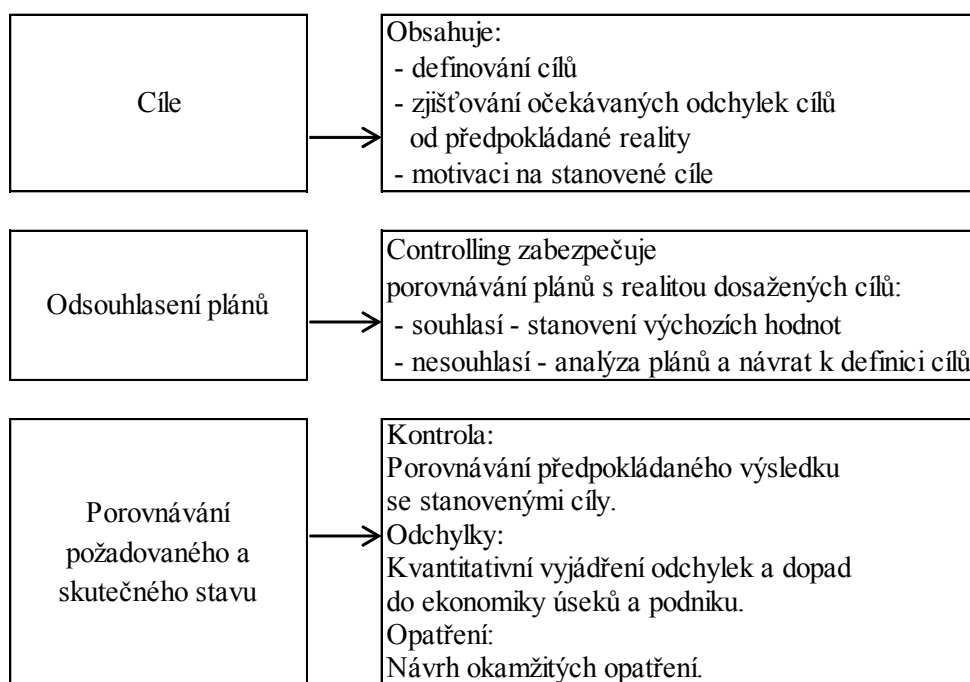 Cíle
Obsahuje:
- definování cílů
- zjišťování očekávaných odchylek cílů
od předpokládané reality
- motivaci na stanovené cíle
Odsouhlasení plánů
Controlling zabezpečuje
porovnávání plánů s realitou dosažených cílů:
- souhlasí - stanovení výchozích hodnot
- nesouhlasí - analýza plánů a návrat k definici cílů
Porovnávání
požadovaného a
skutečného stavu
Kontrola:
Porovnávání předpokládaného výsledku
se stanovenými cíly.
Odchylky:
Kvantitativní vyjádření odchylek a dopad
do ekonomiky úseků a podniku.
Opatření:
Návrh okamžitých opatření.